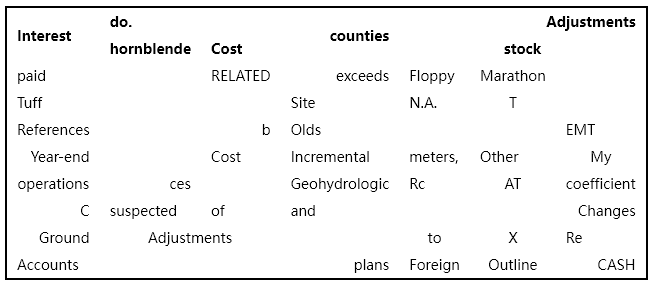 Interest do. hornblende Cost counties stock Adjustments
paid RELATED exceeds Floppy Marathon
Tuff Site N.A. T
References b Olds EMT
Year-end Cost Incremental meters, Other My
operations ces Geohydrologic Rc AT coefficient
C suspected of and Changes
Ground Adjustments to X Re
Accounts plans Foreign Outline CASH